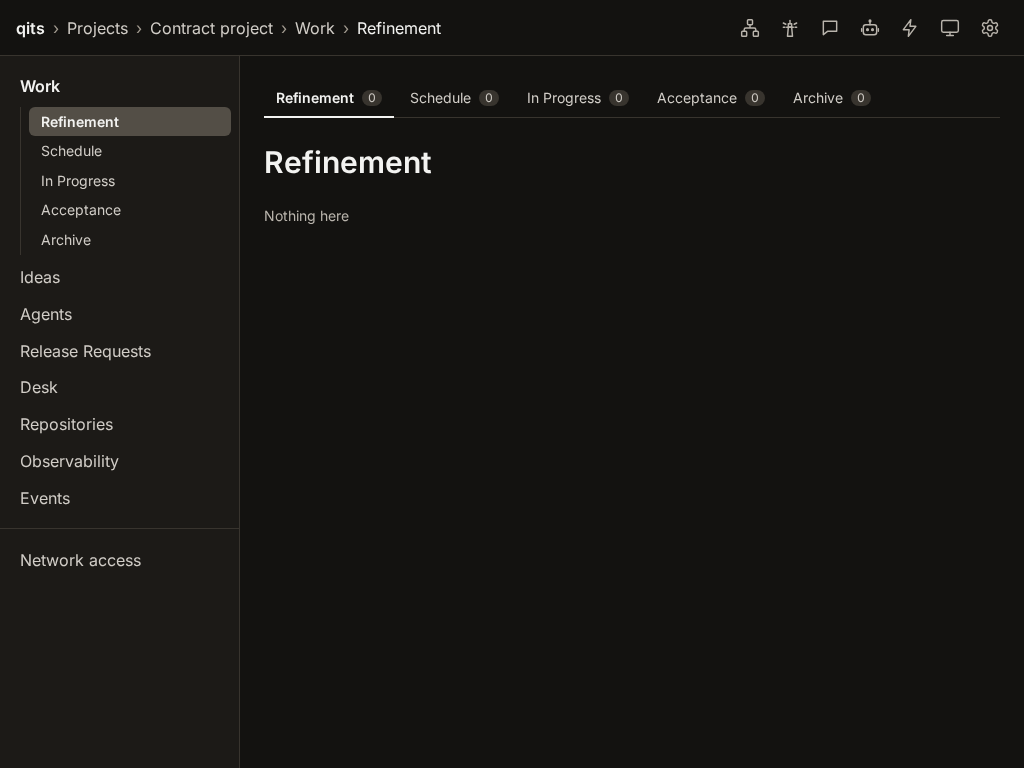 qits › Projects › Contract project › Work › Refinement
Work
Refinement
Schedule
In Progress
Acceptance
Archive
Ideas
Agents
Release Requests
Desk
Repositories
Observability
Events
Network access
Refinement 0 Schedule 0 In Progress 0 Acceptance 0 Archive 0
Refinement
Nothing here